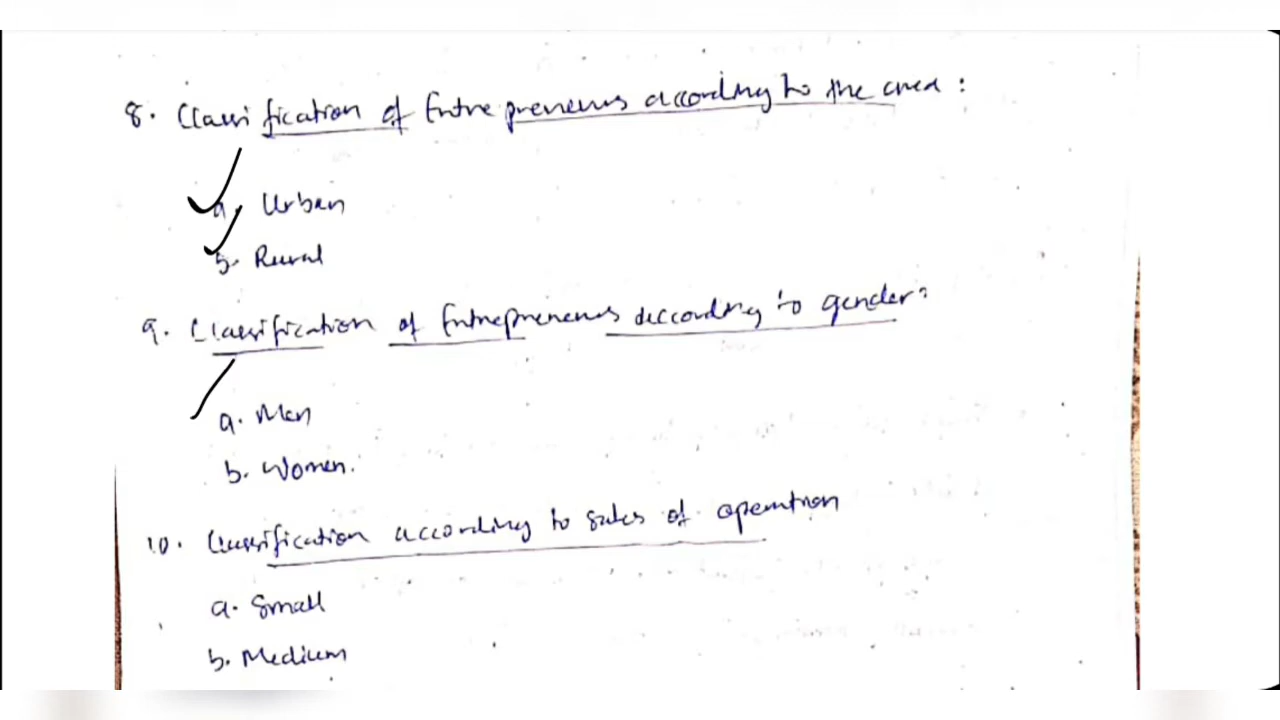 8. Classification of Entrepreneurs according to the area:
a. Urban
b. Rural
9. Classification of Entrepreneurs according to gender:
a. Men
b. Women.
10. Classification according to sales of operation
a. Small
b. Medium